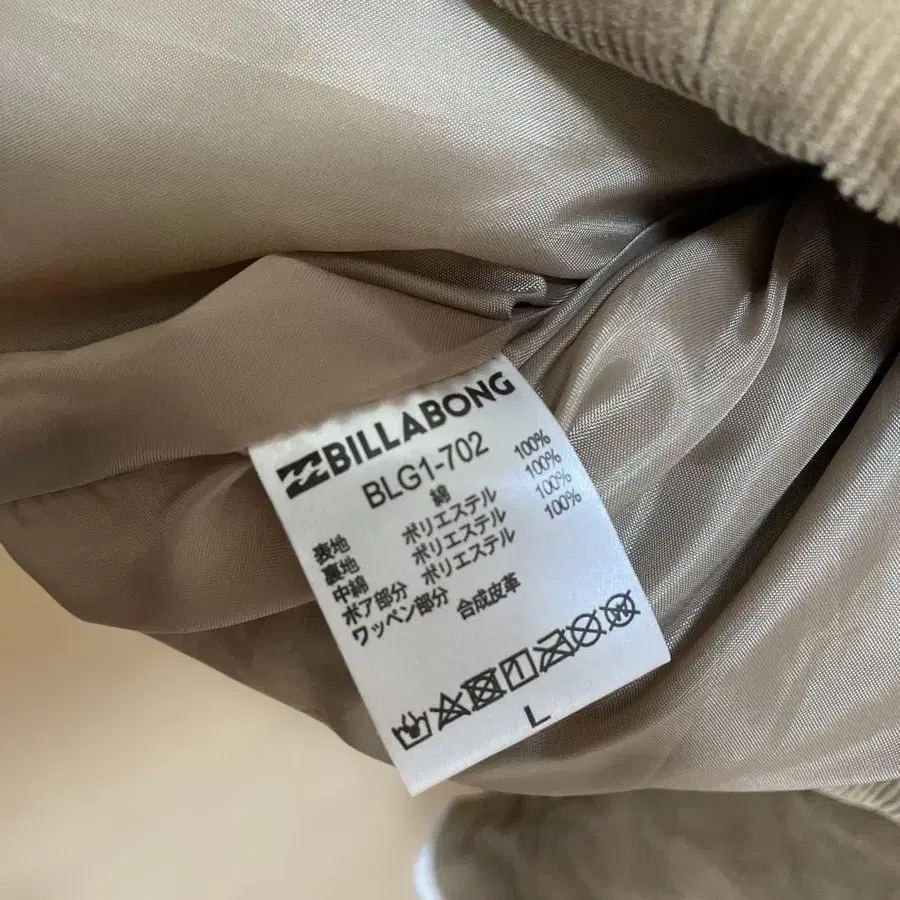 BILLABONG
BLG1-702
表地 綿 100%
裏地 ポリエステル 100%
中綿 ポリエステル 100%
ボア部分 ポリエステル 100%
ワッペン部分 合成皮革
L